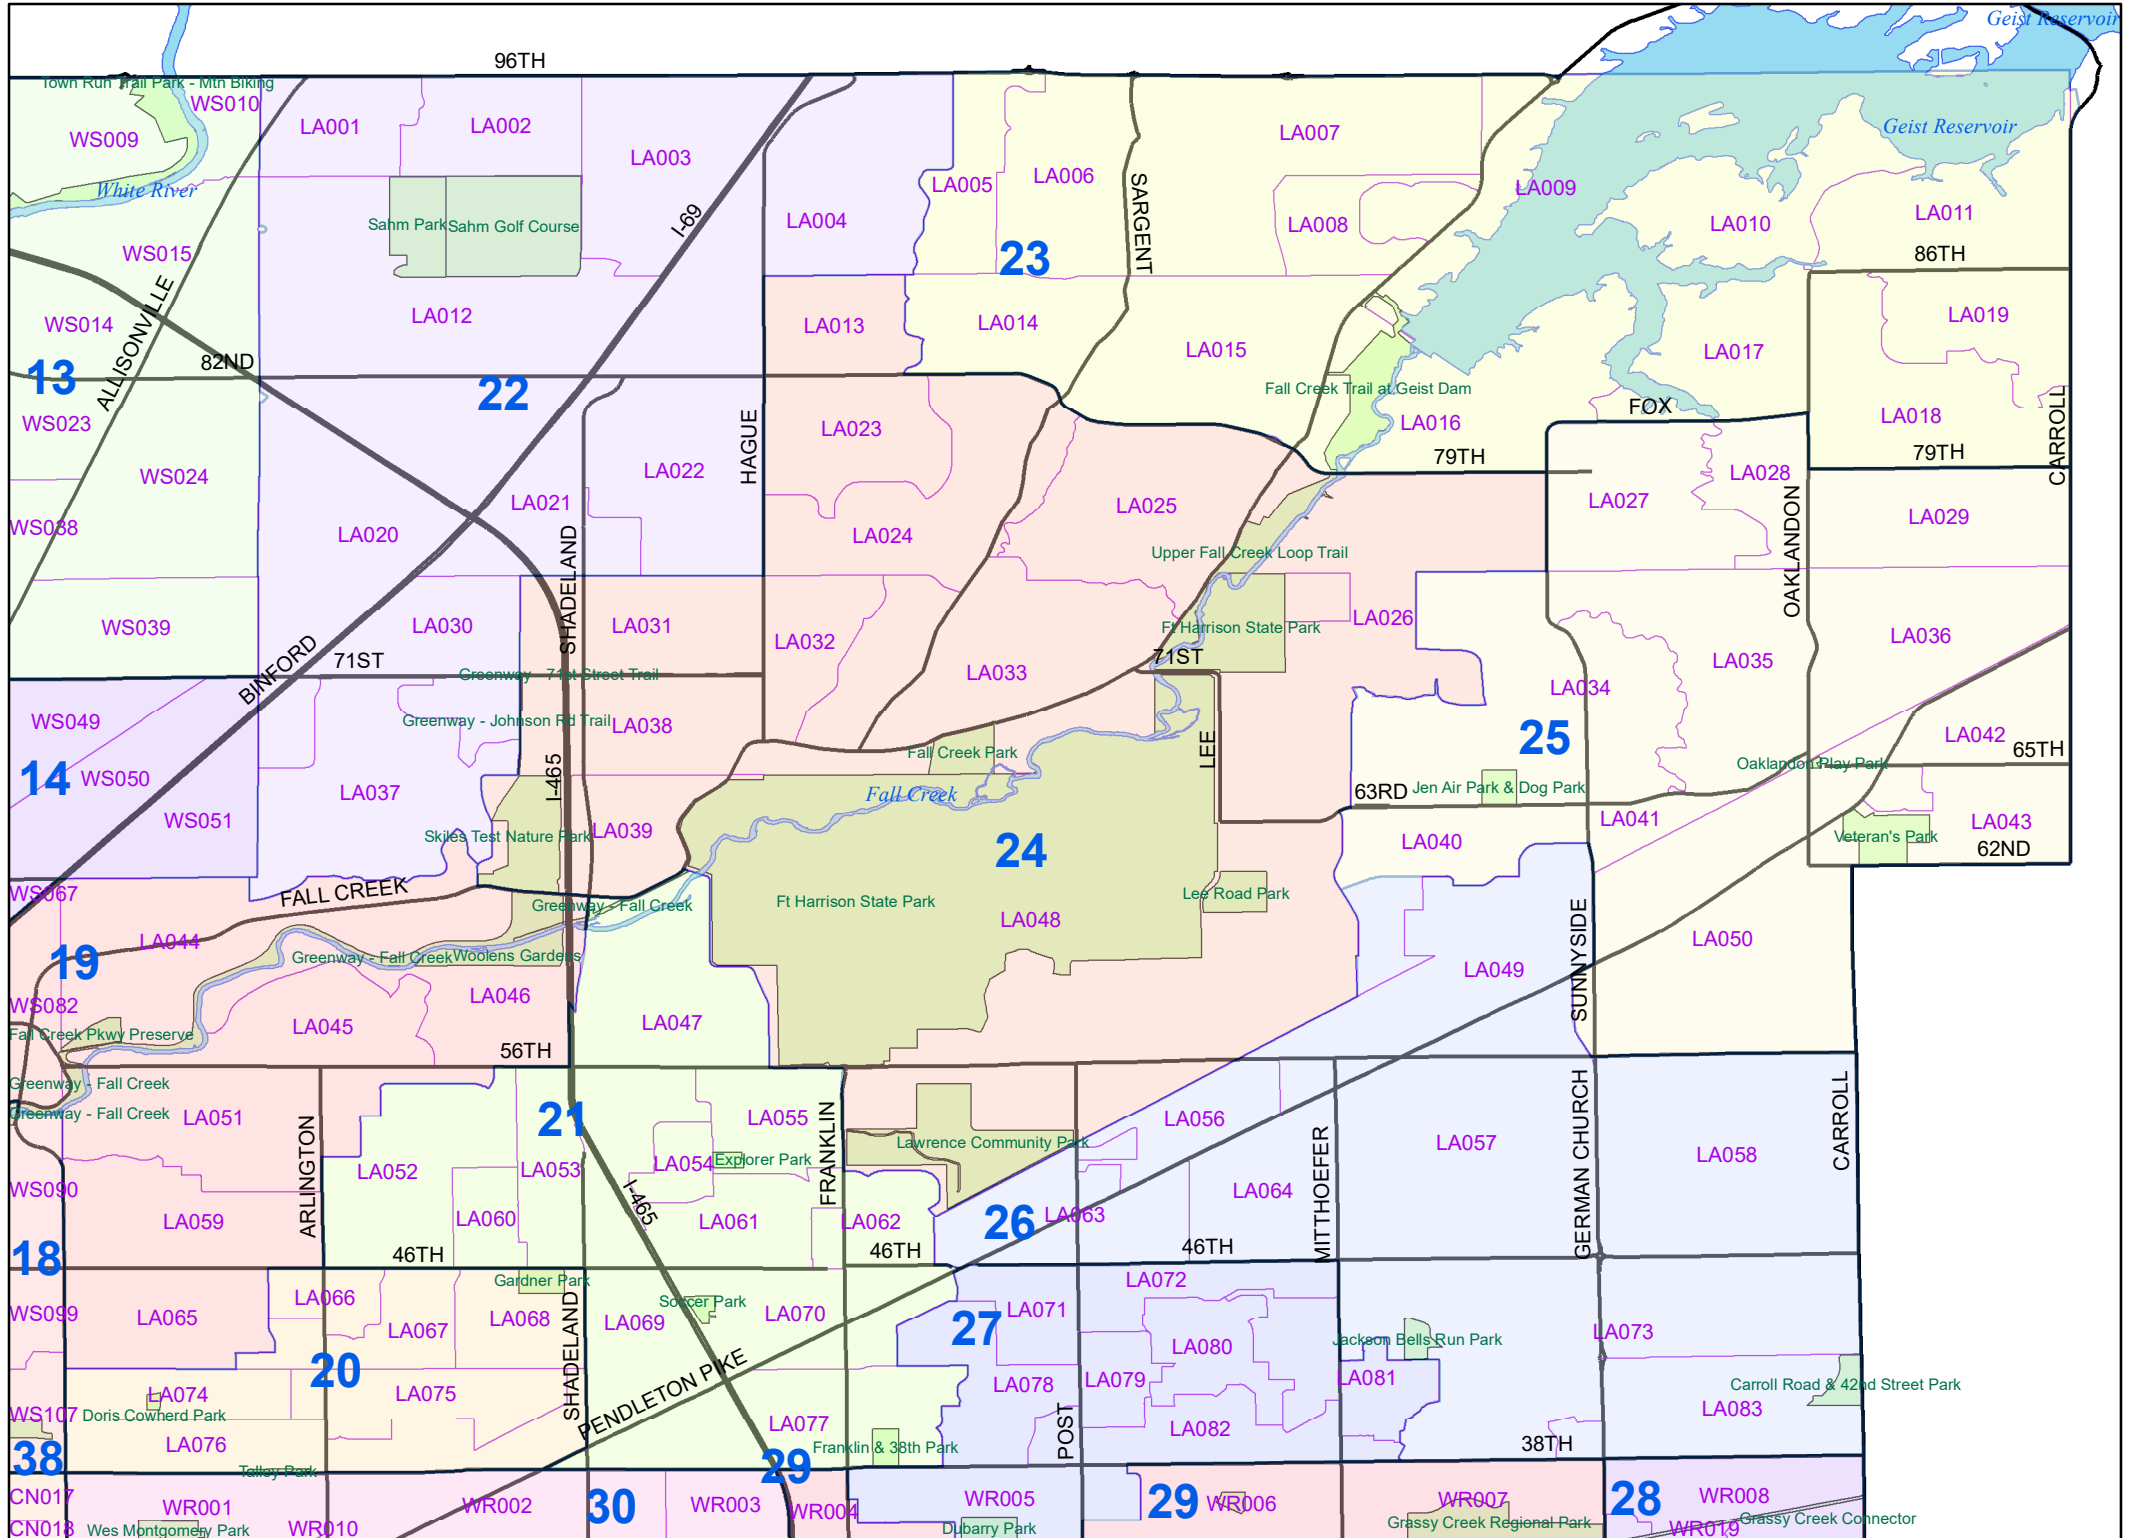 Geist Reservoir
96TH
Town Run Trail Park - Mtn Biking
WS010
LA001
LA002
LA003
LA007
Geist Reservoir
WS009
White River
LA005
LA006
SARGENT
LA009
LA004
LA008
LA010
LA011
Sahm Park
Sahm Golf Course
I-69
WS015
23
86TH
ALLISONVILLE
WS014
LA012
LA013
LA014
LA015
LA017
LA019
82ND
13
22
Fall Creek Trail at Geist Dam
FOX
LA016
LA018
CARROLL
WS023
HAGUE
LA023
79TH
79TH
WS024
LA022
LA021
LA025
LA027
LA028
OAKLANDON
LA029
WS038
LA020
SHADELAND
LA024
Upper Fall Creek Loop Trail
WS039
LA030
LA031
LA032
Ft Harrison State Park
LA026
LA036
BINFORD
71ST
Greenway - 71st Street Trail
LA033
71ST
LA034
LA035
WS049
Greenway - Johnson Rd Trail
LA038
25
LA042
65TH
14
WS050
LA037
I-465
Fall Creek Park
LEE
Oaklandon Play Park
Fall Creek
63RD
Jen Air Park & Dog Park
WS051
Skiles Test Nature Park
LA039
24
LA040
LA041
Veteran's Park
LA043
62ND
WS067
FALL CREEK
Greenway - Fall Creek
Ft Harrison State Park
LA048
Lee Road Park
19
LA044
Greenway - Fall Creek
Woolens Gardens
LA049
SUNNYSIDE
LA050
WS082
LA046
LA045
LA047
Fall Creek Pkwy Preserve
56TH
Greenway - Fall Creek
Greenway - Fall Creek
LA051
ARLINGTON
21
LA055
FRANKLIN
Lawrence Community Park
LA056
MITTHOEFER
LA057
GERMAN CHURCH
LA058
CARROLL
LA052
LA053
LA054
Explorer Park
WS090
I-465
LA059
LA060
LA061
LA062
26
LA063
LA064
18
46TH
46TH
46TH
Gardner Park
LA066
LA072
WS099
LA065
LA067
LA068
SHADELAND
LA069
Soccer Park
LA070
27
LA071
LA080
Jackson Bells Run Park
LA073
20
PENDLETON PIKE
LA074
LA075
LA078
LA079
LA081
Carroll Road & 42nd Street Park
LA083
WS107
Doris Cownerd Park
LA076
LA077
Franklin & 38th Park
POST
LA082
38TH
38
Talley Park
29
CN017
WR001
WR002
30
WR003
WR004
WR005
29
WR006
WR007
28
WR008
CN018
Wes Montgomery Park
WR010
Dubarry Park
Grassy Creek Regional Park
WR019
Grassy Creek Connector